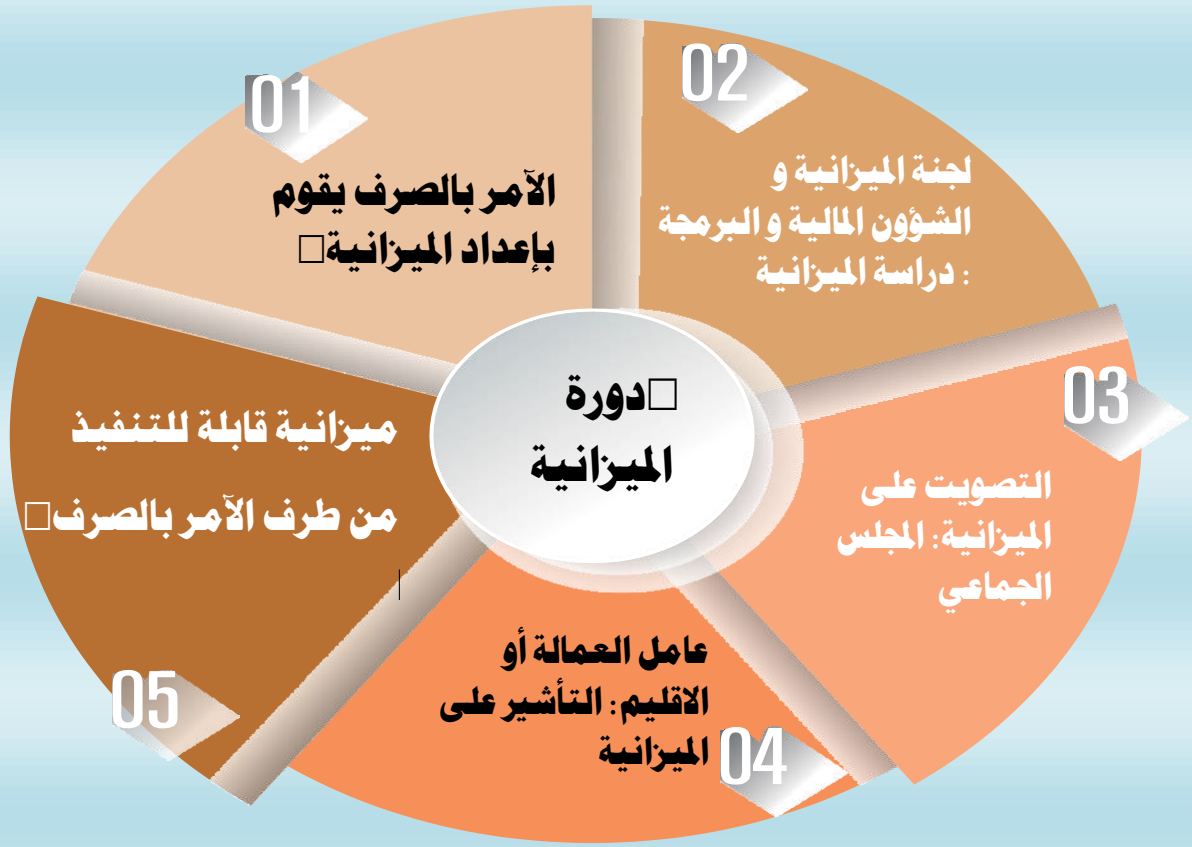 01
الآمر بالصرف يقوم
بإعداد الميزانية□
02
لجنة الميزانية و
الشؤون المالية و البرمجة
: دراسة الميزانية
03
التصويت على
الميزانية: المجلس
الجماعي
عامل العمالة أو
الاقليم: التأشير على
الميزانية
04
ميزانية قابلة للتنفيذ
من طرف الآمر بالصرف□
05
□دورة
الميزانية